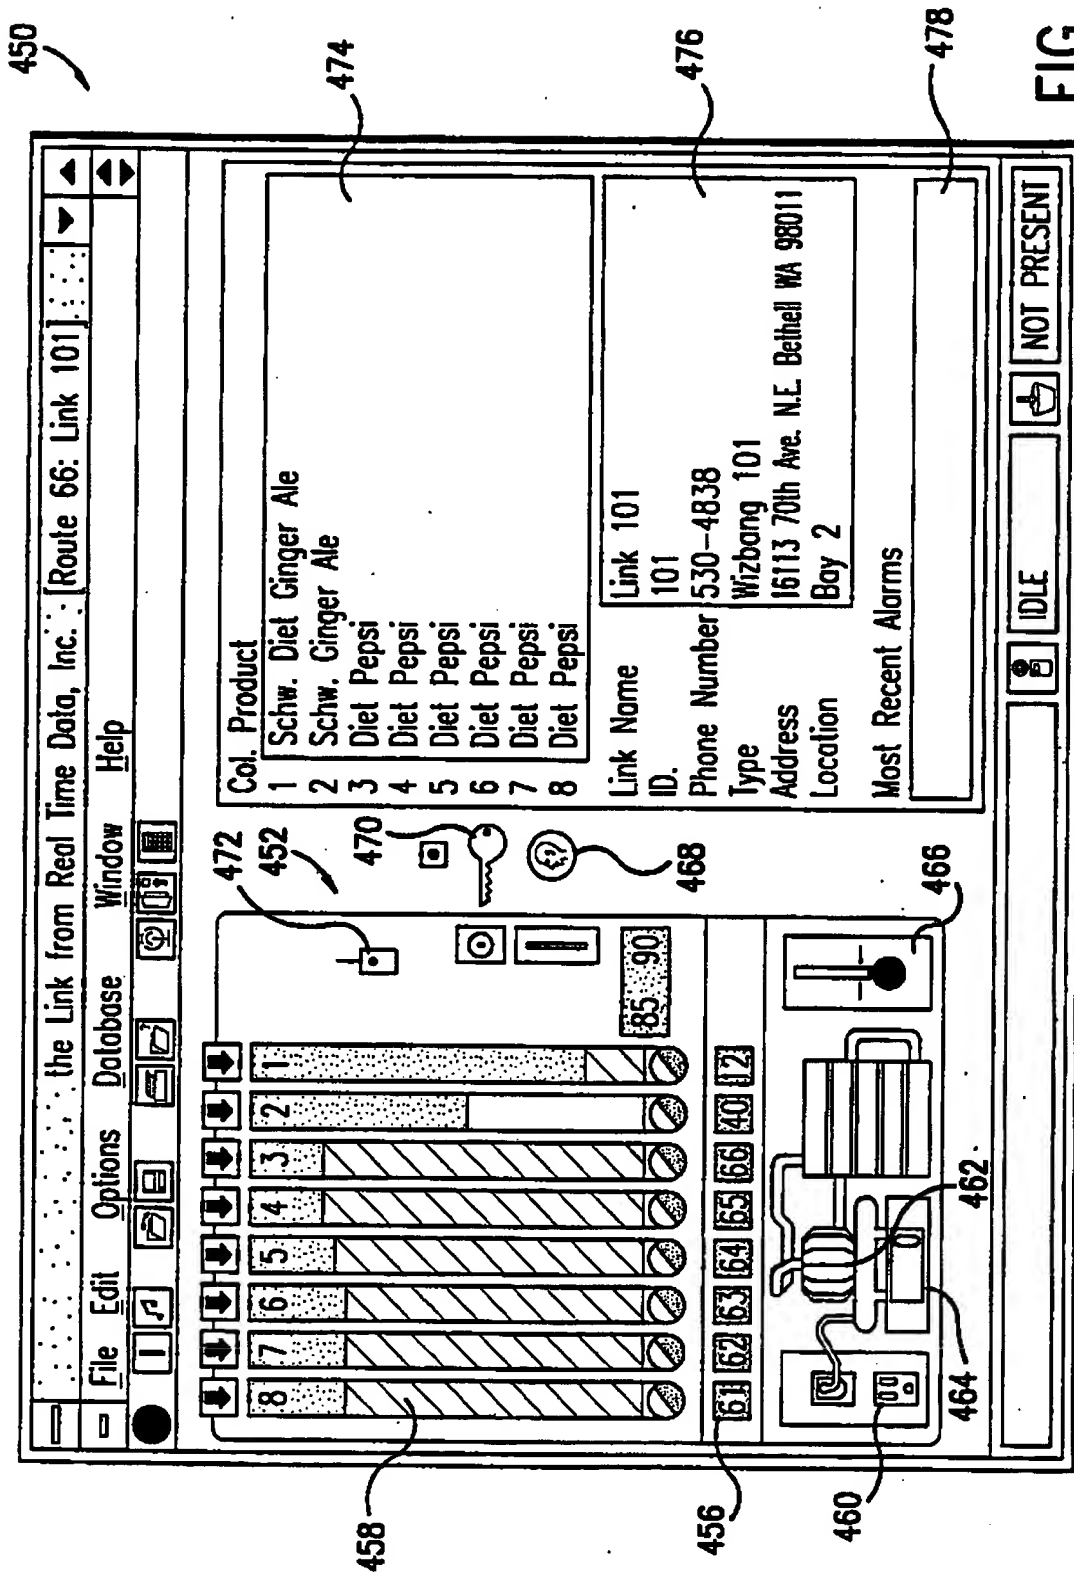 450
the Link from Real Time Data, Inc. [Route 66: Link 101]
File Edit Options Database Window Help
472
452
470
468
8 7 6 5 4 3 2 1
85 90
458
456
61 62 63 64 65 66 40 12
460
464
462
466
Col. Product
1 Schw. Diet Ginger Ale
2 Schw. Ginger Ale
3 Diet Pepsi
4 Diet Pepsi
5 Diet Pepsi
6 Diet Pepsi
7 Diet Pepsi
8 Diet Pepsi
474
Link Name Link 101
ID. 101
Phone Number 530-4838
Type Wizbang 101
Address 16113 70th Ave. N.E. Bethell WA 98011
Location Bay 2
476
Most Recent Alarms
478
IDLE
NOT PRESENT